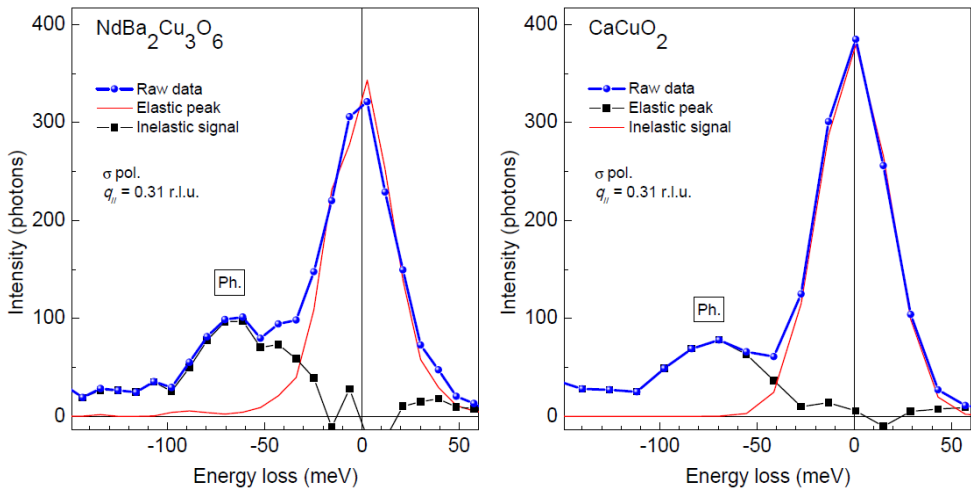 NdBa2Cu3O6
Raw data
Elastic peak
Inelastic signal
σ pol.
q// = 0.31 r.l.u.
Ph.
Intensity (photons)
400
300
200
100
0
-100
-50
0
50
Energy loss (meV)
CaCuO2
Raw data
Elastic peak
Inelastic signal
σ pol.
q// = 0.31 r.l.u.
Ph.
Intensity (photons)
400
300
200
100
0
-100
-50
0
50
Energy loss (meV)